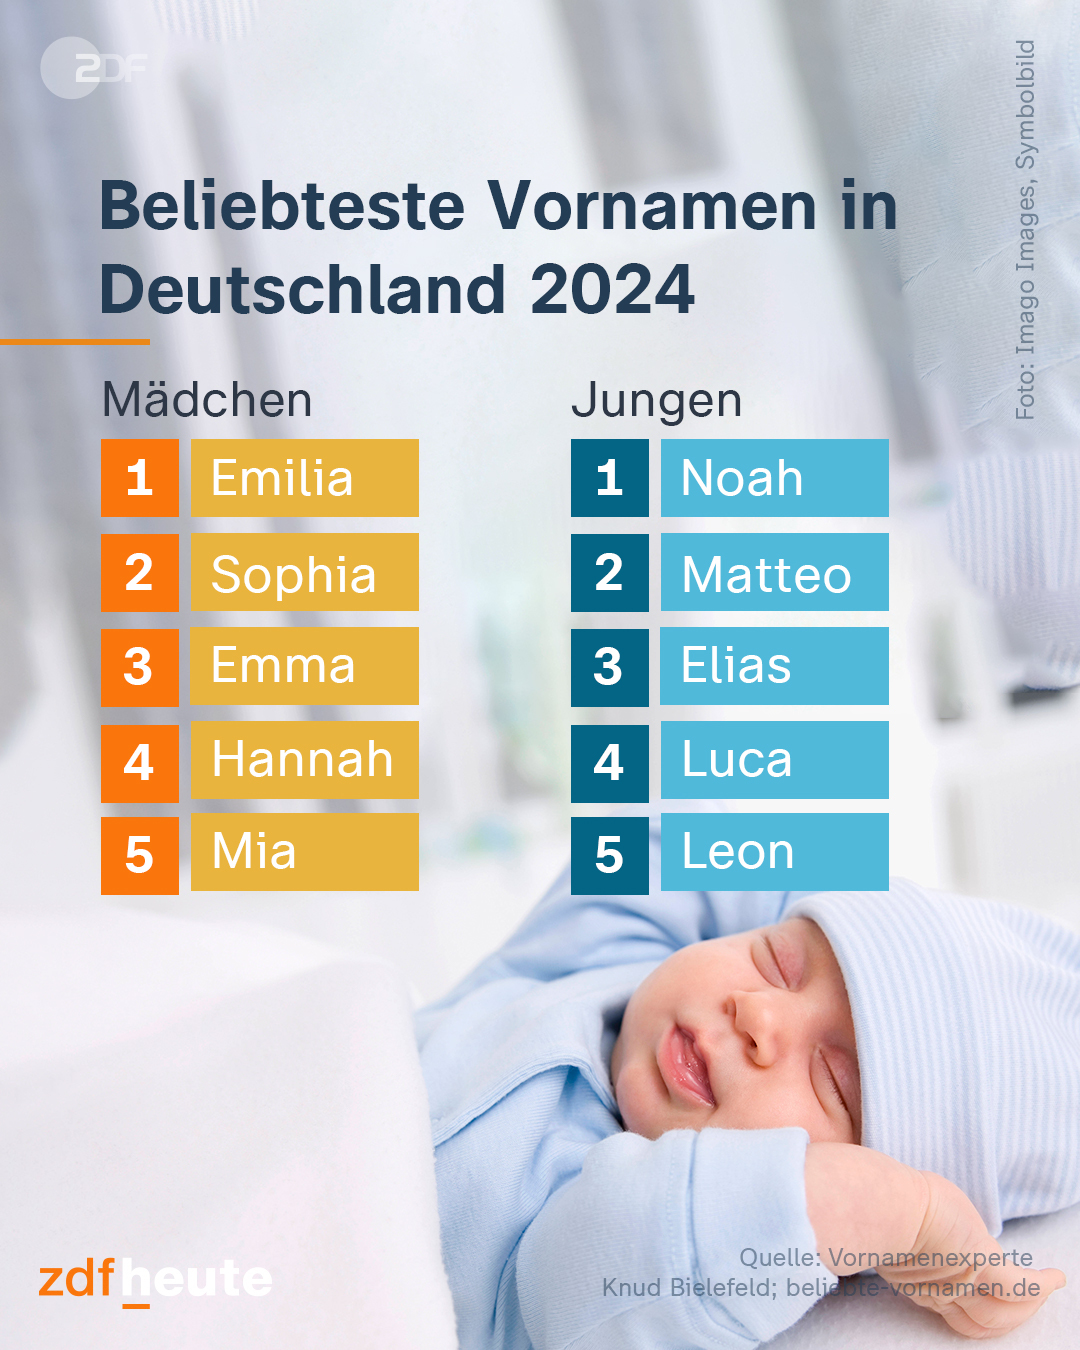 ZDF
Foto: Imago Images, Symbolbild
Beliebteste Vornamen in
Deutschland 2024
Mädchen
1 Emilia
2 Sophia
3 Emma
4 Hannah
5 Mia
Jungen
1 Noah
2 Matteo
3 Elias
4 Luca
5 Leon
zdfheute
Quelle: Vornamenexperte
Knud Bielefeld; beliebte-vornamen.de